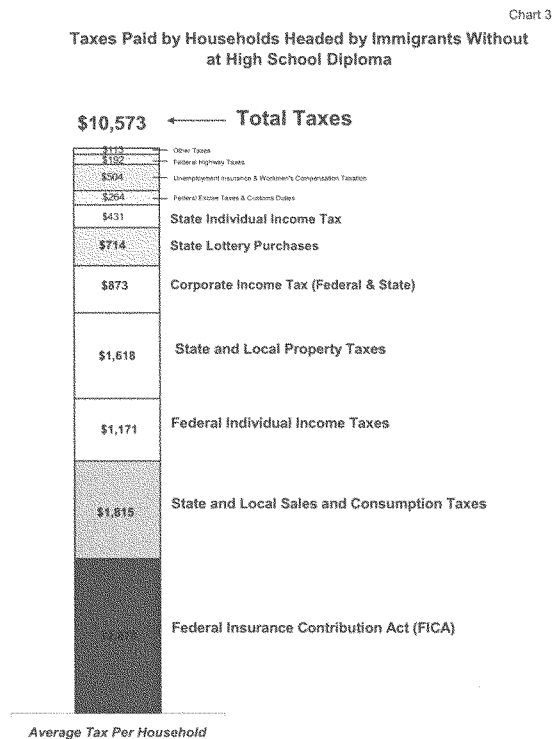 Chart 3
Taxes Paid by Households Headed by Immigrants Without
at High School Diploma
$10,573
Total Taxes
$113
Other Taxes
$192
Federal Highway Taxes
$504
Unemployment Insurance & Workmen's Compensation Taxation
$264
Federal Excise Taxes & Customs Duties
$431
State Individual Income Tax
$714
State Lottery Purchases
$873
Corporate Income Tax (Federal & State)
$1,618
State and Local Property Taxes
$1,171
Federal Individual Income Taxes
$1,815
State and Local Sales and Consumption Taxes
Federal Insurance Contribution Act (FICA)
Average Tax Per Household